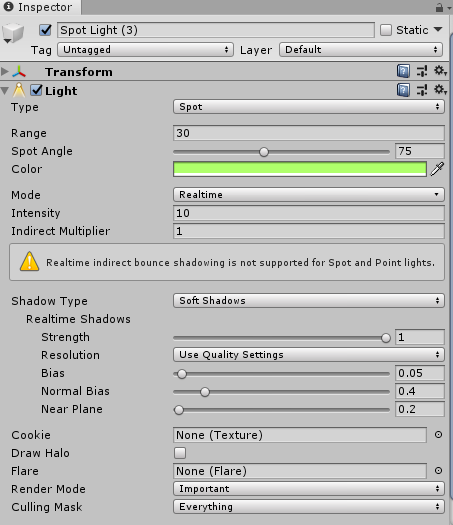 Inspector
Spot Light (3)
Static
Tag Untagged Layer Default
Transform
Light
Type Spot
Range 30
Spot Angle 75
Color
Mode Realtime
Intensity 10
Indirect Multiplier 1
Realtime indirect bounce shadowing is not supported for Spot and Point lights.
Shadow Type Soft Shadows
Realtime Shadows
Strength 1
Resolution Use Quality Settings
Bias 0.05
Normal Bias 0.4
Near Plane 0.2
Cookie None (Texture)
Draw Halo
Flare None (Flare)
Render Mode Important
Culling Mask Everything